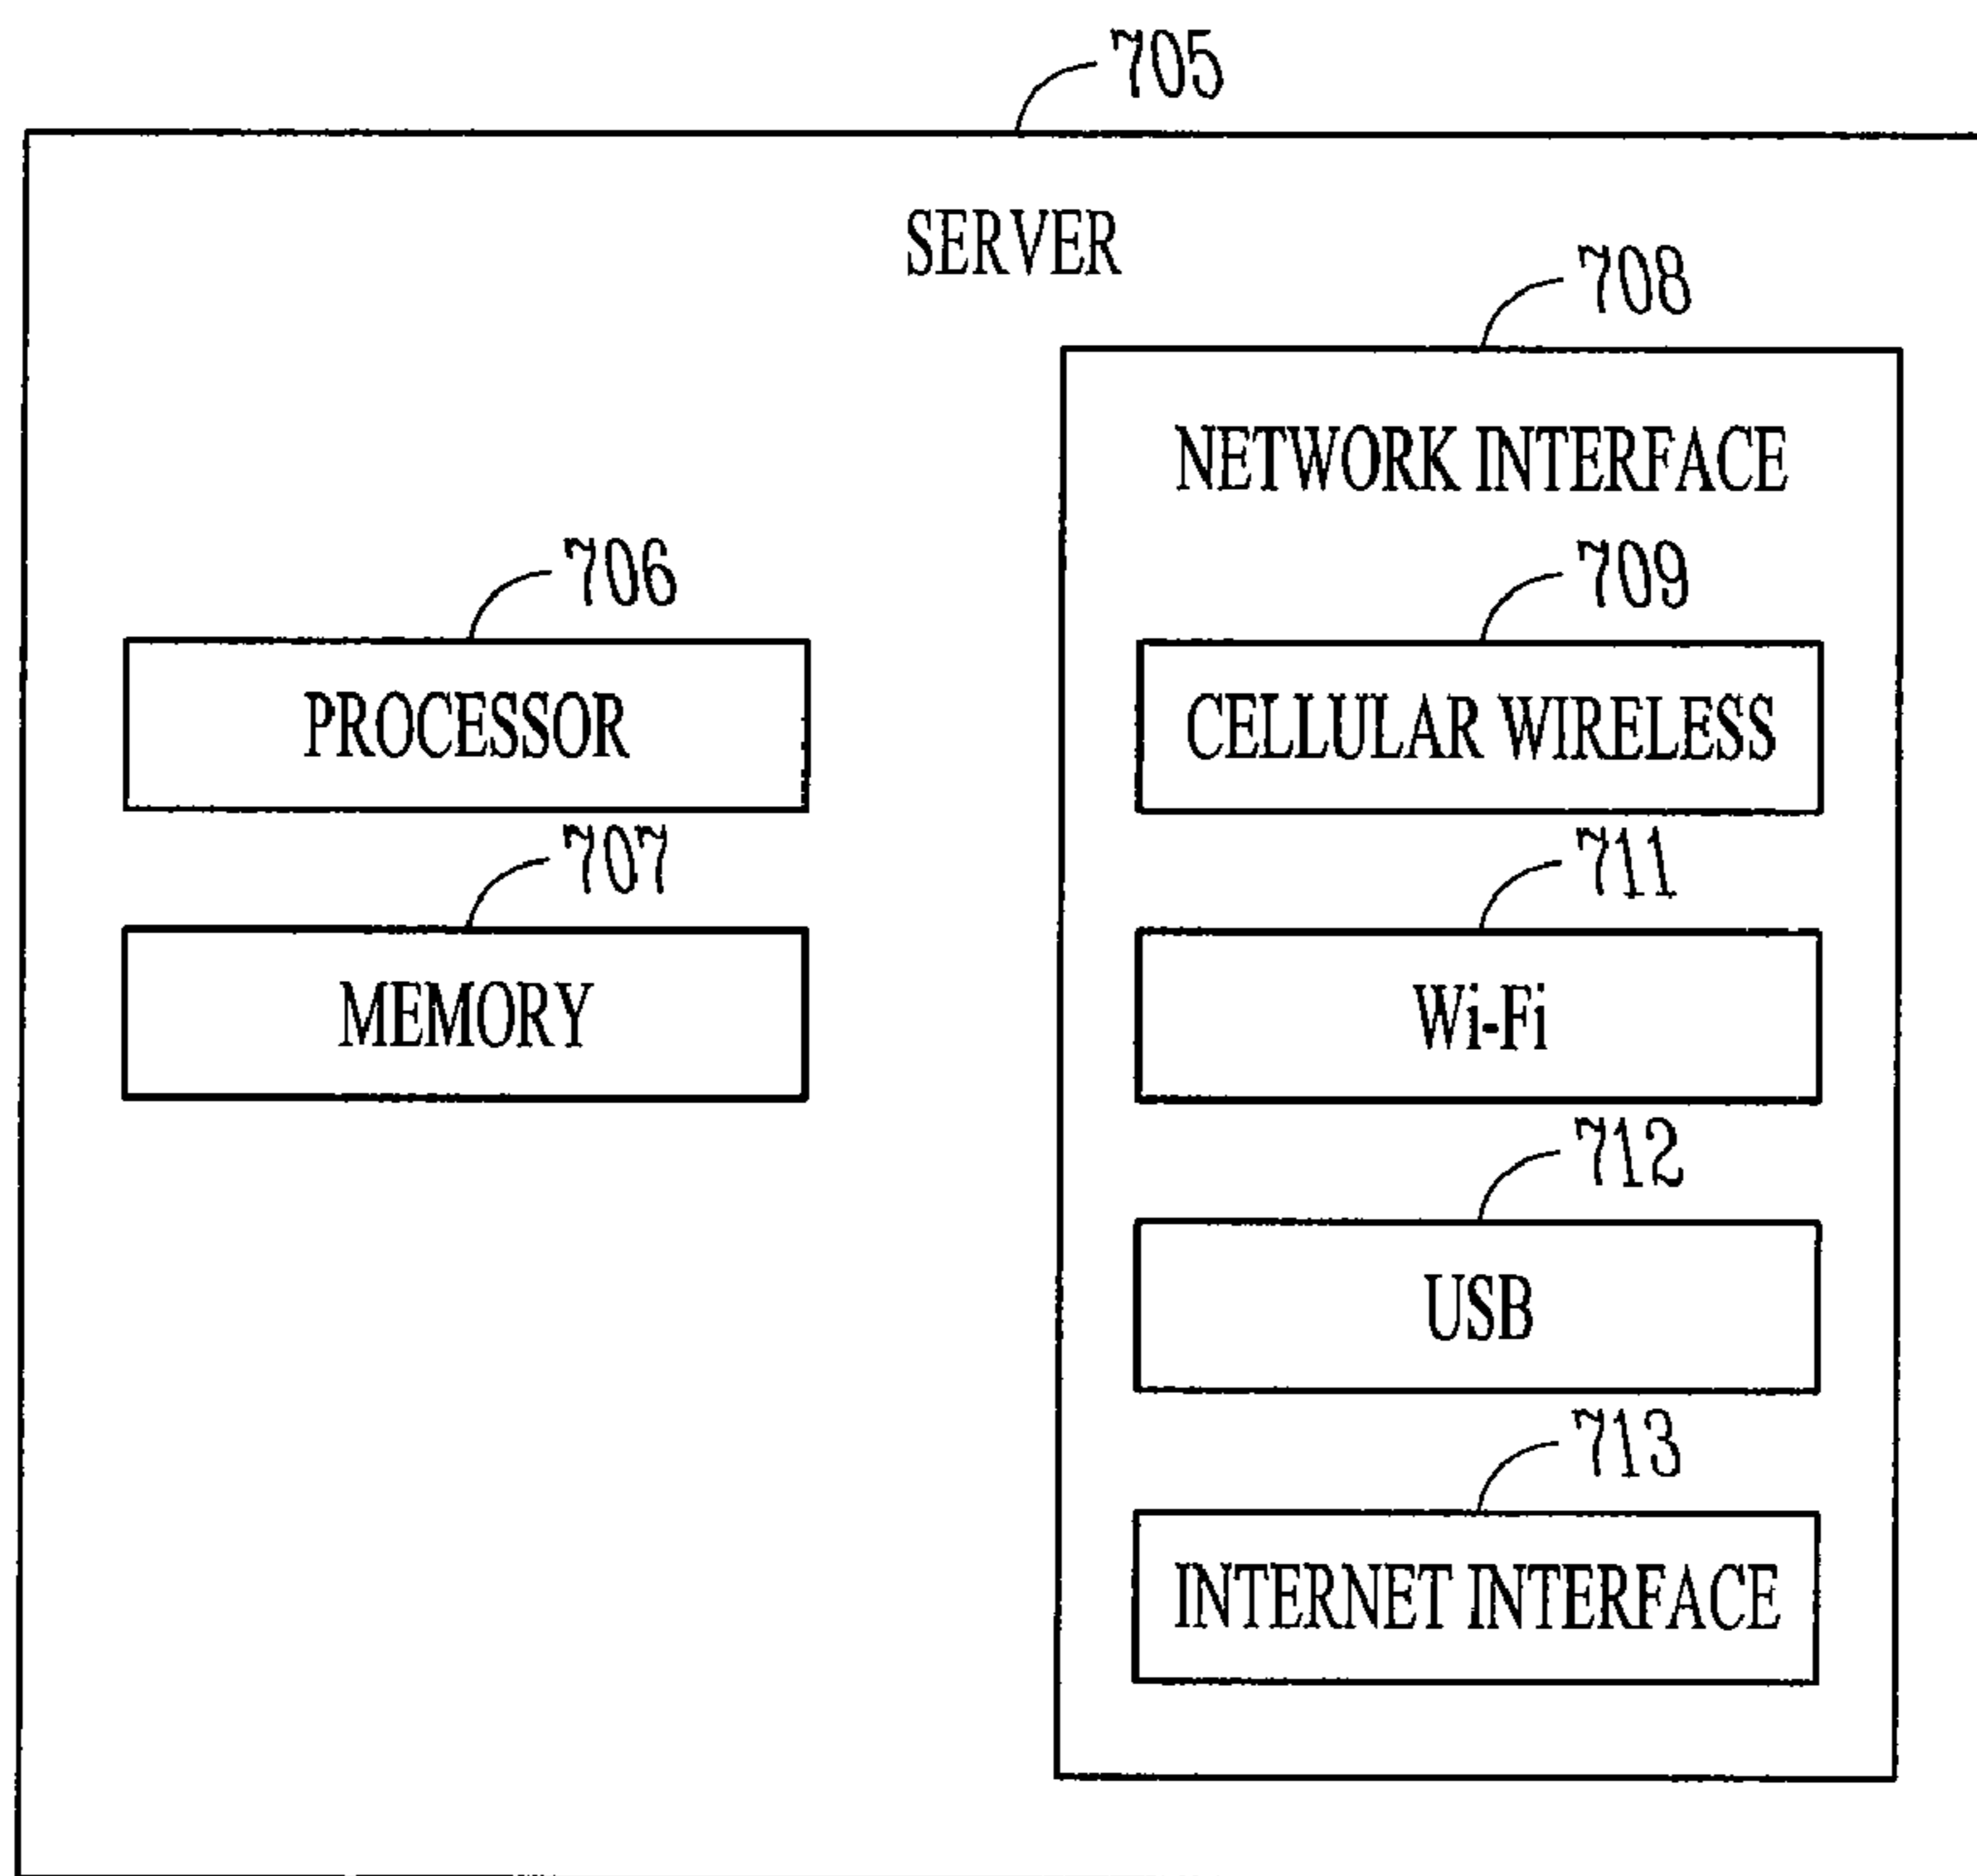 705
SERVER
708
NETWORK INTERFACE
706
709
PROCESSOR
CELLULAR WIRELESS
707
711
MEMORY
Wi-Fi
712
USB
713
INTERNET INTERFACE